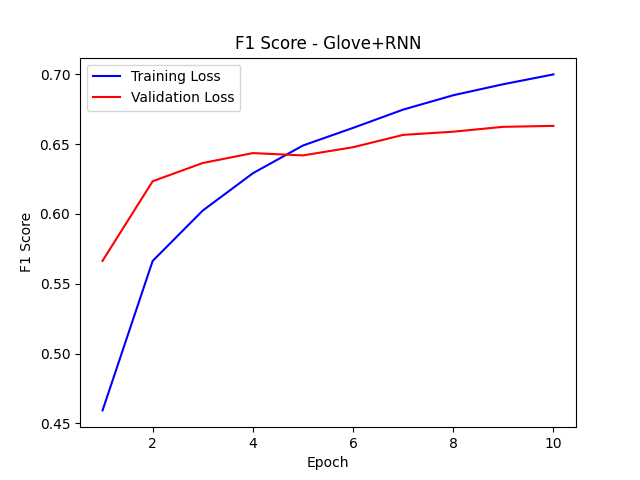 F1 Score - Glove+RNN
Training Loss
Validation Loss
0.70
0.65
0.60
0.55
0.50
0.45
F1 Score
2
4
6
8
10
Epoch